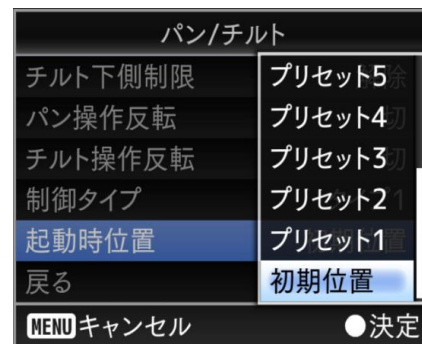 パン/チルト
チルト下側制限
パン操作反転
チルト操作反転
制御タイプ
起動時位置
戻る
プリセット5
プリセット4
プリセット3
プリセット2
プリセット1
初期位置
MENU キャンセル
●決定